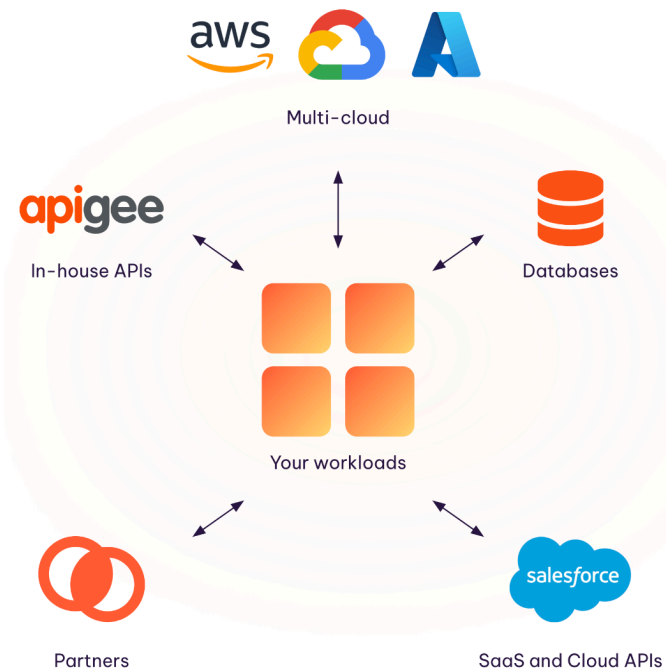 aws
Multi-cloud
apigee
In-house APIs
Databases
Your workloads
salesforce
Partners
SaaS and Cloud APIs